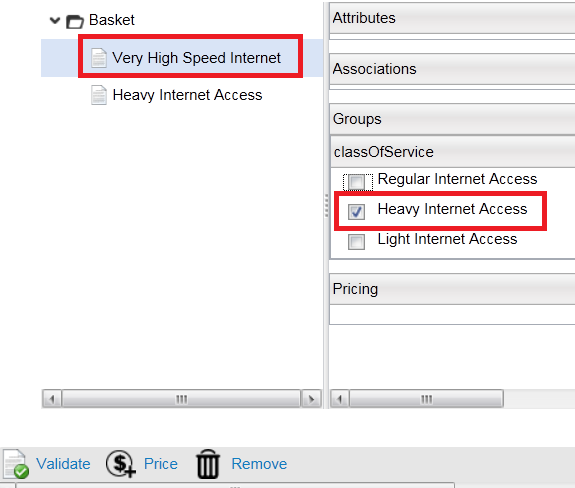 Basket
Very High Speed Internet
Heavy Internet Access
Attributes
Associations
Groups
classOfService
Regular Internet Access
Heavy Internet Access
Light Internet Access
Pricing
Validate Price Remove